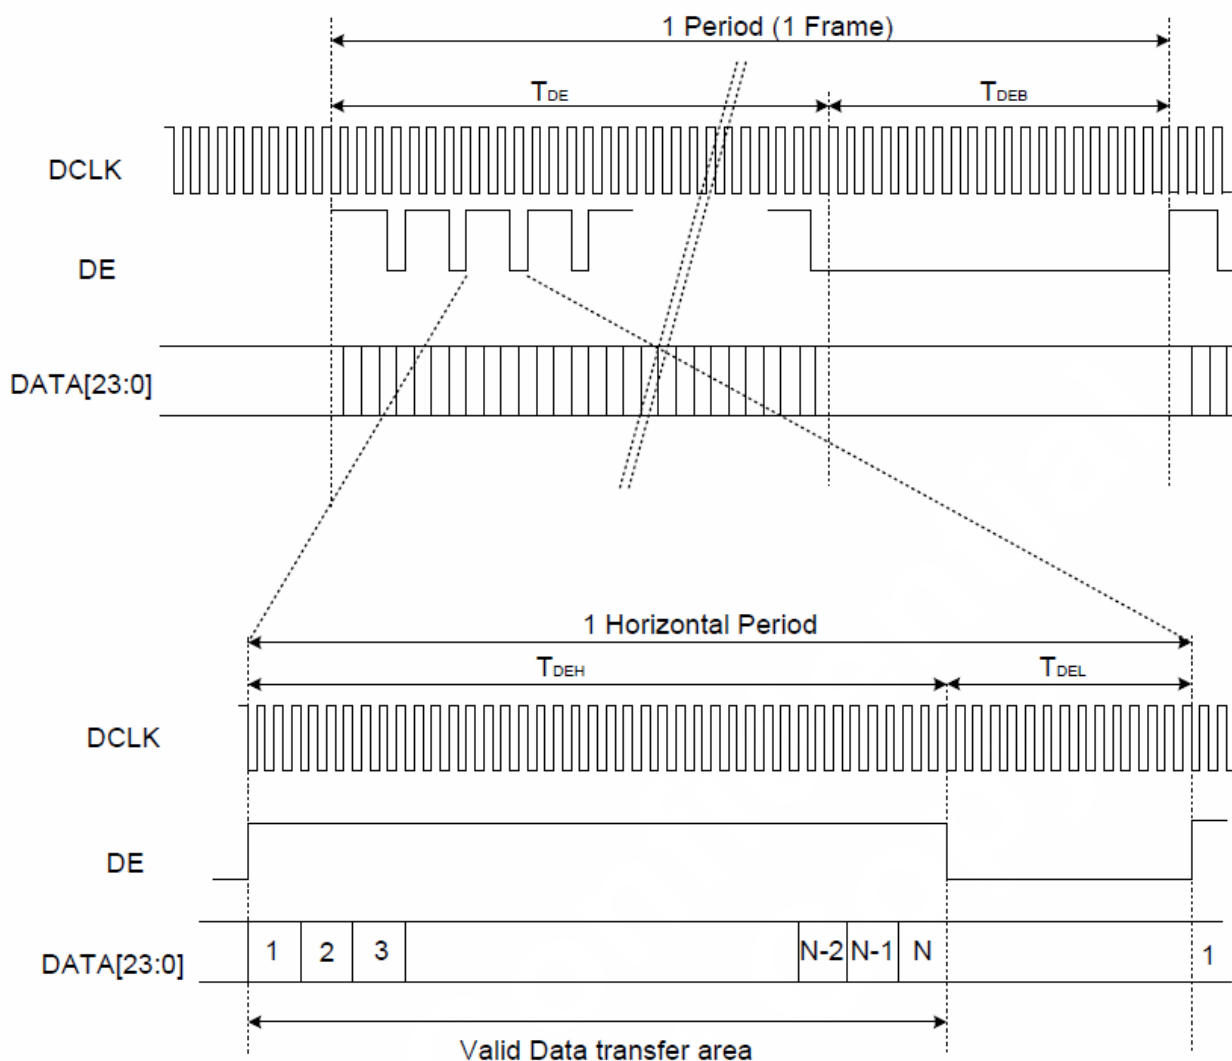 1 Period (1 Frame)
TDE
TDEB
DCLK
DE
DATA[23:0]
1 Horizontal Period
TDEH
TDEL
DCLK
DE
DATA[23:0]
1 2 3 N-2 N-1 N 1
Valid Data transfer area